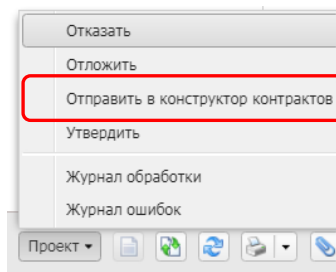 Отказать
Отложить
Отправить в конструктор контрактов
Утвердить
Журнал обработки
Журнал ошибок
Проект